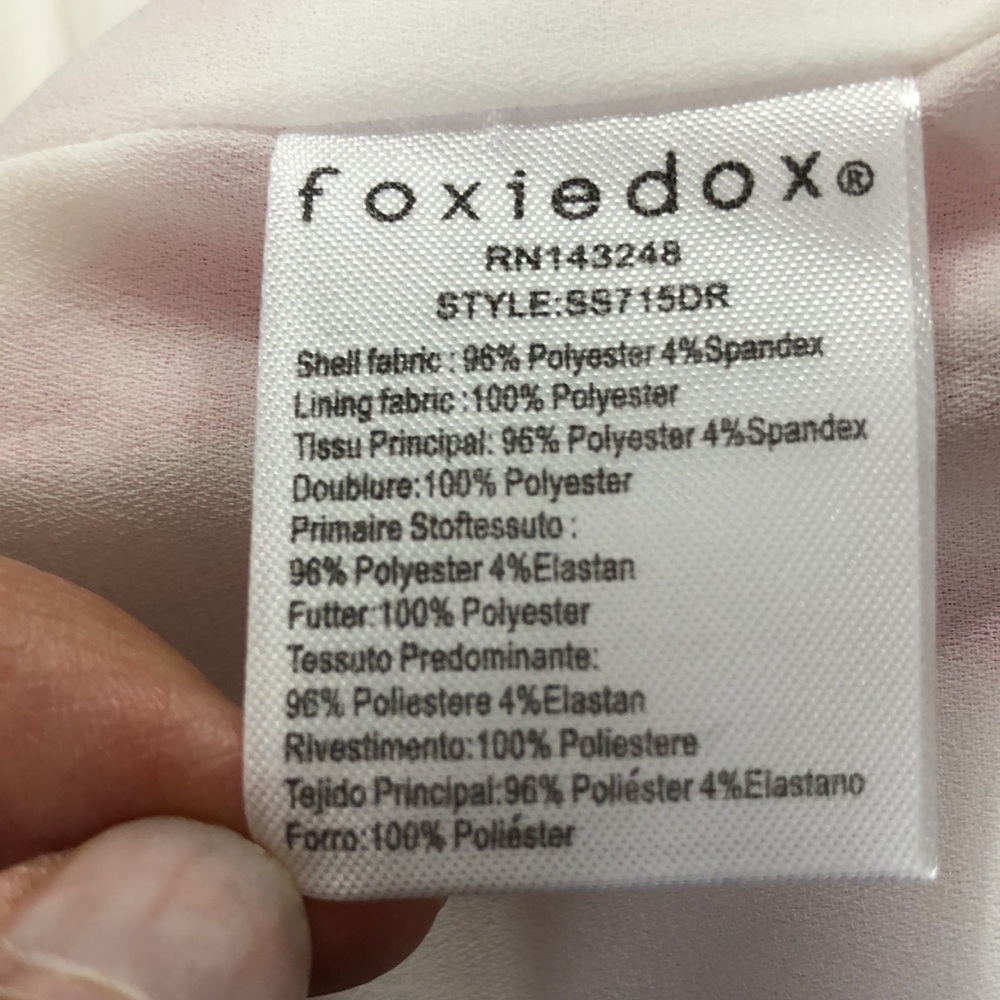 foxiedox®
RN143248
STYLE:SS715DR
Shell fabric : 96% Polyester 4%Spandex
Lining fabric :100% Polyester
Tissu Principal: 96% Polyester 4%Spandex
Doublure:100% Polyester
Primaire Stoftessuto :
96% Polyester 4%Elastan
Futter:100% Polyester
Tessuto Predominante:
96% Poliestere 4%Elastan
Rivestimento:100% Poliestere
Tejido Principal:96% Poliéster 4%Elastano
Forro:100% Poliéster